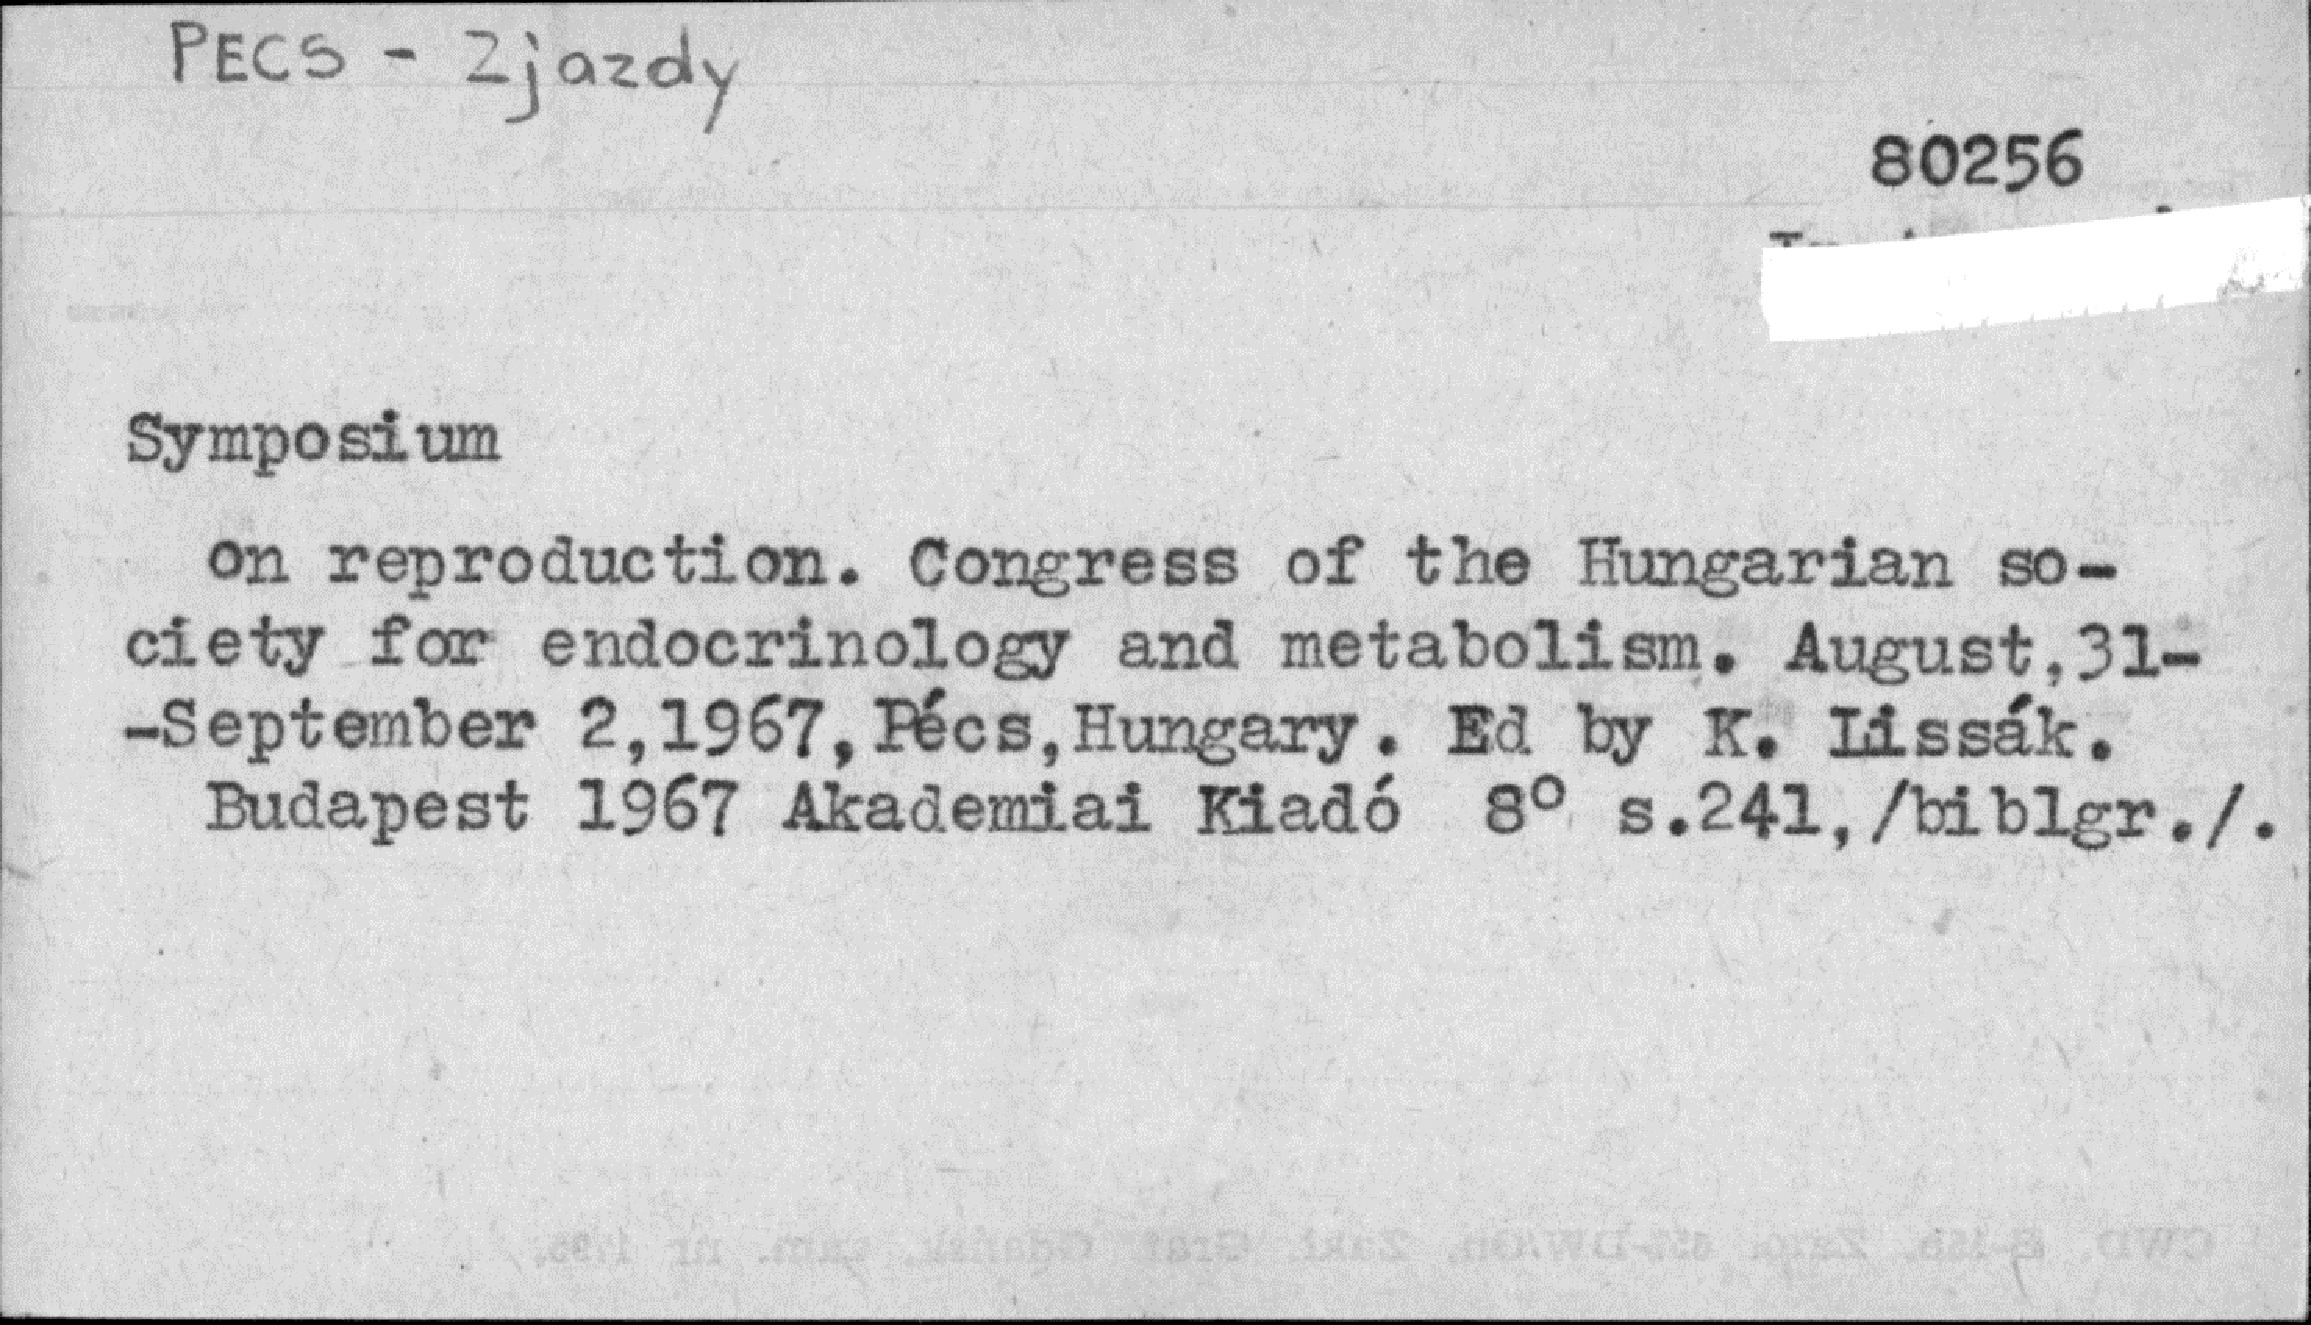 PECS - Zjazdy
80256
Symposium
on reproduction. Congress of the Hungarian so-
ciety for endocrinology and metabolism. August,31-
-September 2,1967,Pécs,Hungary. Ed by K. Lissák.
Budapest 1967 Akademiai Kiadó 8° s.241,/biblgr./.